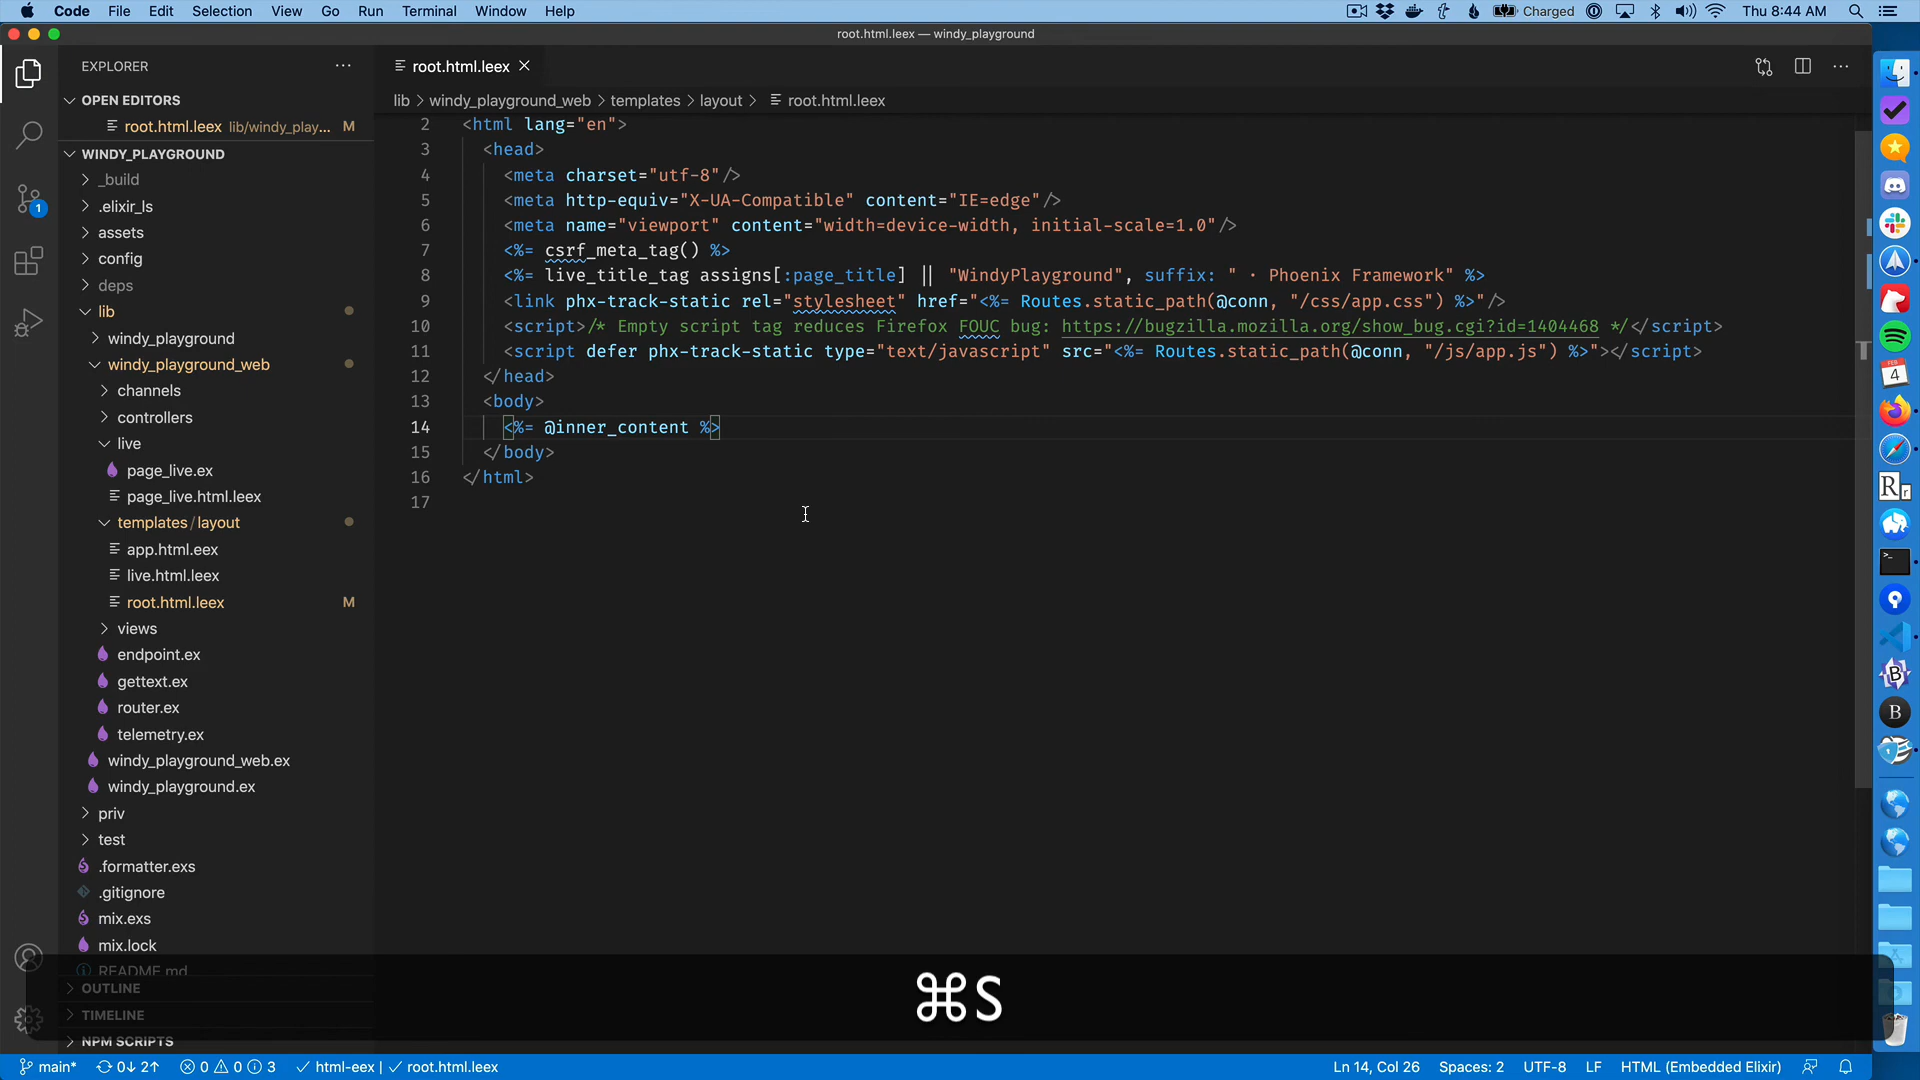 Code File Edit Selection View Go Run Terminal Window Help Charged Thu 8:44 AM
root.html.leex — windy_playground
EXPLORER
root.html.leex
OPEN EDITORS
root.html.leex lib/windy_play... M
WINDY_PLAYGROUND
_build
.elixir_ls
assets
config
deps
lib
windy_playground
windy_playground_web
channels
controllers
live
page_live.ex
page_live.html.leex
templates/layout
app.html.eex
live.html.leex
root.html.leex M
views
endpoint.ex
gettext.ex
router.ex
telemetry.ex
windy_playground_web.ex
windy_playground.ex
priv
test
.formatter.exs
.gitignore
mix.exs
mix.lock
README.md
OUTLINE
TIMELINE
NPM SCRIPTS
1
lib > windy_playground_web > templates > layout > root.html.leex
2 <html lang="en">
3 <head>
4 <meta charset="utf-8"/>
5 <meta http-equiv="X-UA-Compatible" content="IE=edge"/>
6 <meta name="viewport" content="width=device-width, initial-scale=1.0"/>
7 <%= csrf_meta_tag() %>
8 <%= live_title_tag assigns[:page_title] || "WindyPlayground", suffix: " · Phoenix Framework" %>
9 <link phx-track-static rel="stylesheet" href="<%= Routes.static_path(@conn, "/css/app.css") %>"/>
10 <script>/* Empty script tag reduces Firefox FOUC bug: https://bugzilla.mozilla.org/show_bug.cgi?id=1404468 */</script>
11 <script defer phx-track-static type="text/javascript" src="<%= Routes.static_path(@conn, "/js/app.js") %>"></script>
12 </head>
13 <body>
14 <%= @inner_content %>
15 </body>
16 </html>
17
FEB
4
Rr
B
B
⌘S
main* 0↓ 2↑ 0 0 3 html-eex | root.html.leex
Ln 14, Col 26 Spaces: 2 UTF-8 LF HTML (Embedded Elixir)